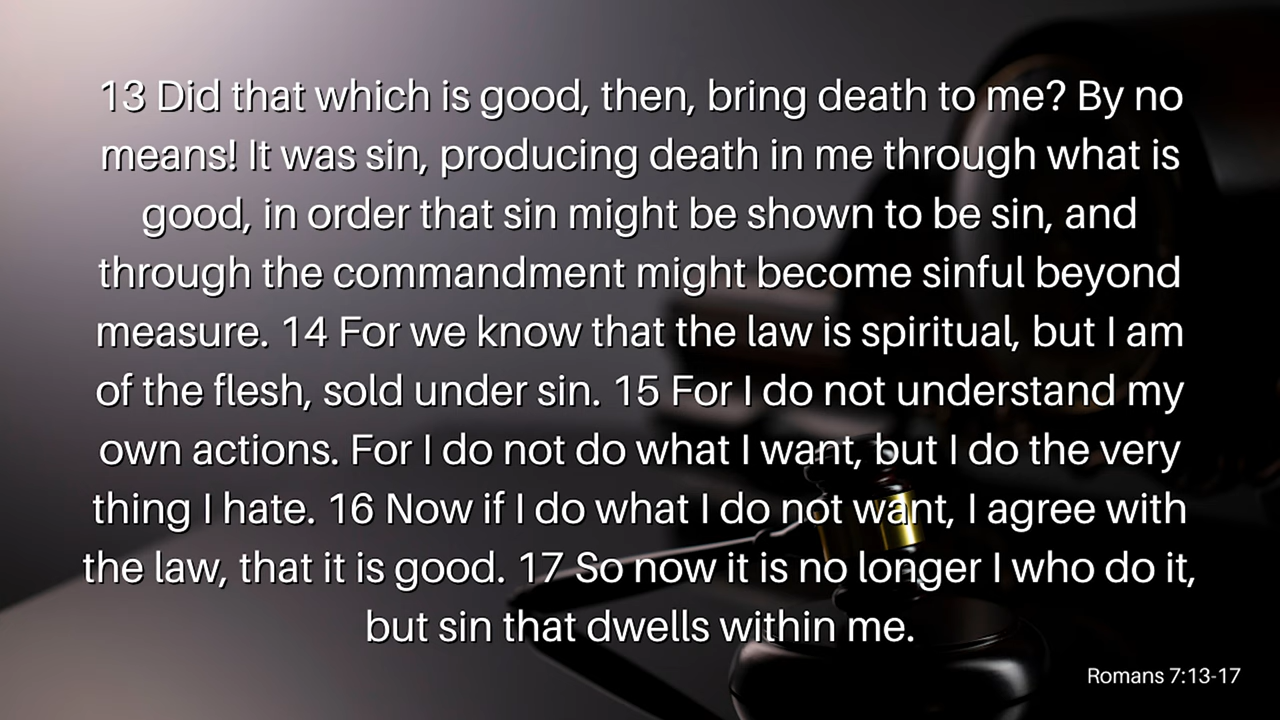 13 Did that which is good, then, bring death to me? By no
means! It was sin, producing death in me through what is
good, in order that sin might be shown to be sin, and
through the commandment might become sinful beyond
measure. 14 For we know that the law is spiritual, but I am
of the flesh, sold under sin. 15 For I do not understand my
own actions. For I do not do what I want, but I do the very
thing I hate. 16 Now if I do what I do not want, I agree with
the law, that it is good. 17 So now it is no longer I who do it,
but sin that dwells within me.
Romans 7:13-17